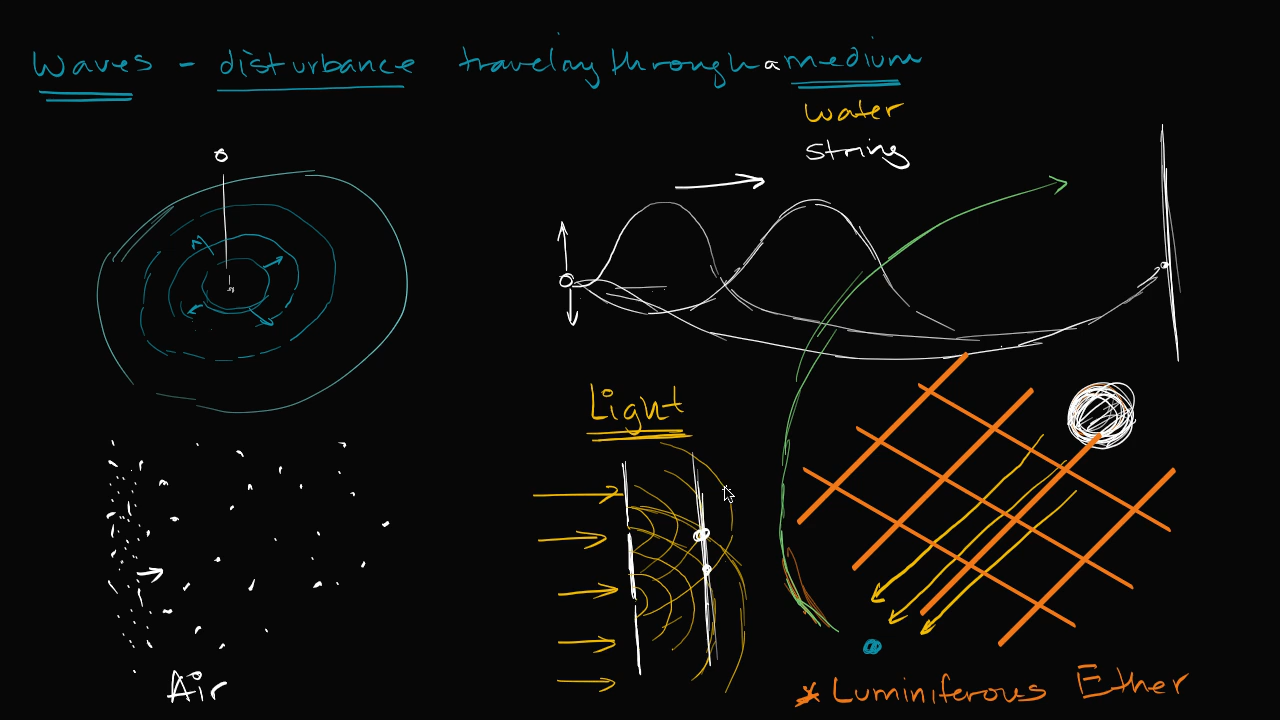 Waves - disturbance traveling through a medium
water
string
Light
Air
* Luminiferous Ether